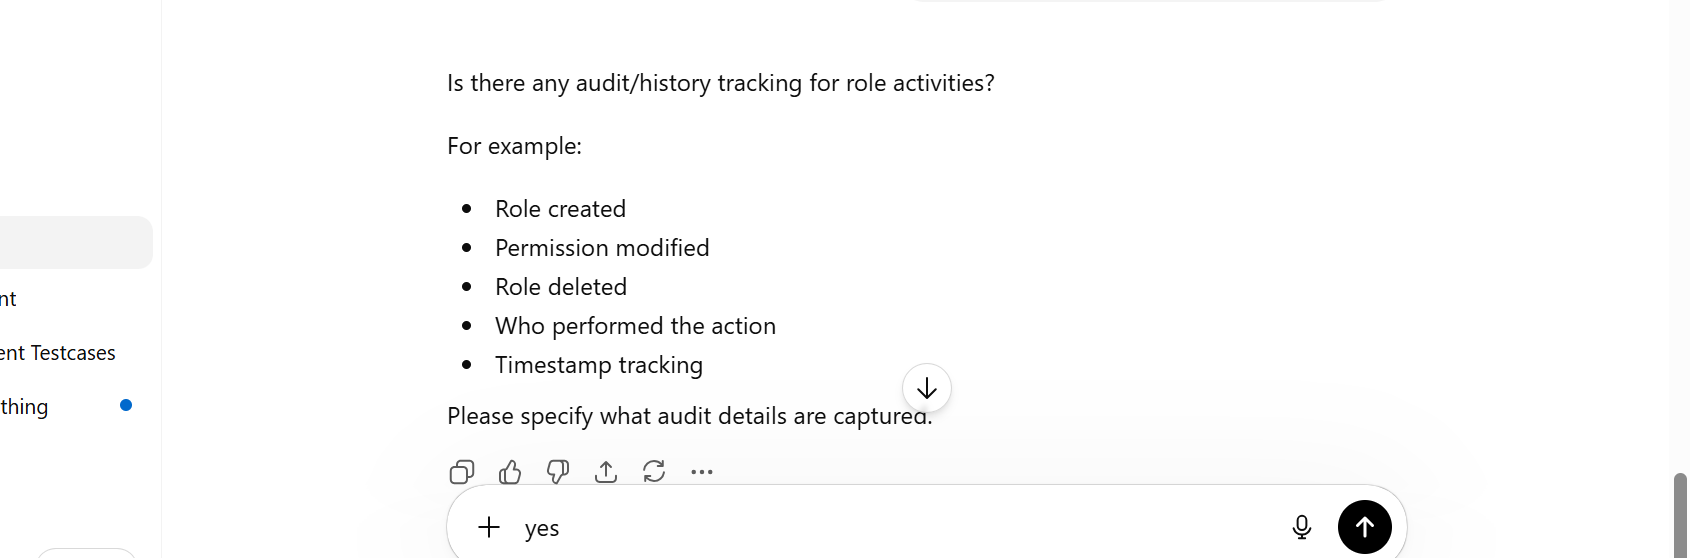 Is there any audit/history tracking for role activities?
For example:
Role created
Permission modified
Role deleted
Who performed the action
Timestamp tracking
Please specify what audit details are captured.
nt
ent Testcases
thing
yes